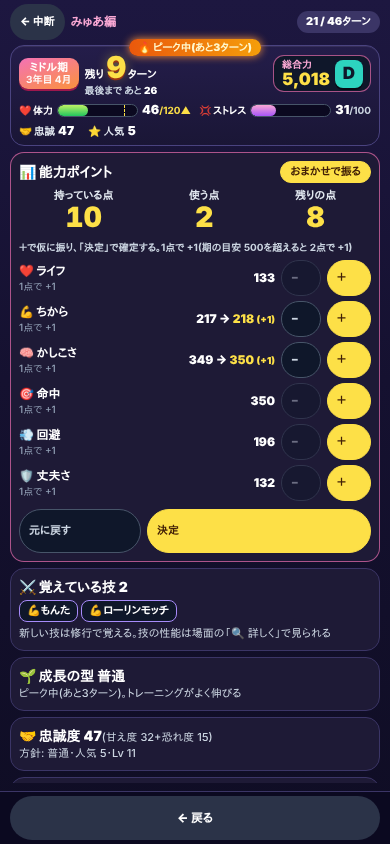 ← 中断 みゅあ編 21 / 46ターン
🔥 ピーク中(あと3ターン)
ミドル期
3年目 4月
残り 9 ターン
最後まで あと 26
総合力
5,018 D
❤️ 体力 46/120▲ 💢 ストレス 31/100
🤝 忠誠 47 ⭐ 人気 5
📊 能力ポイント おまかせで振る
持っている点 使う点 残りの点
10 2 8
＋で仮に振り、「決定」で確定する。1点で +1(期の目安 500を超えると 2点で +1)
❤️ ライフ 133 − ＋
1点で +1
💪 ちから 217 → 218 (+1) − ＋
1点で +1
🧠 かしこさ 349 → 350 (+1) − ＋
1点で +1
🎯 命中 350 − ＋
1点で +1
💨 回避 196 − ＋
1点で +1
🛡️ 丈夫さ 132 − ＋
1点で +1
元に戻す 決定
⚔️ 覚えている技 2
💪もんた 💪ローリンモッチ
新しい技は修行で覚える。技の性能は場面の「🔍 詳しく」で見られる
🌱 成長の型 普通
ピーク中(あと3ターン)。トレーニングがよく伸びる
🤝 忠誠度 47(甘え度 32+恐れ度 15)
方針: 普通・人気 5・Lv 11
← 戻る